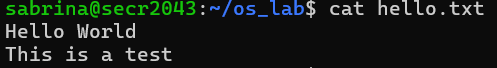 sabrina@secr2043:~/os_lab$ cat hello.txt
Hello World
This is a test